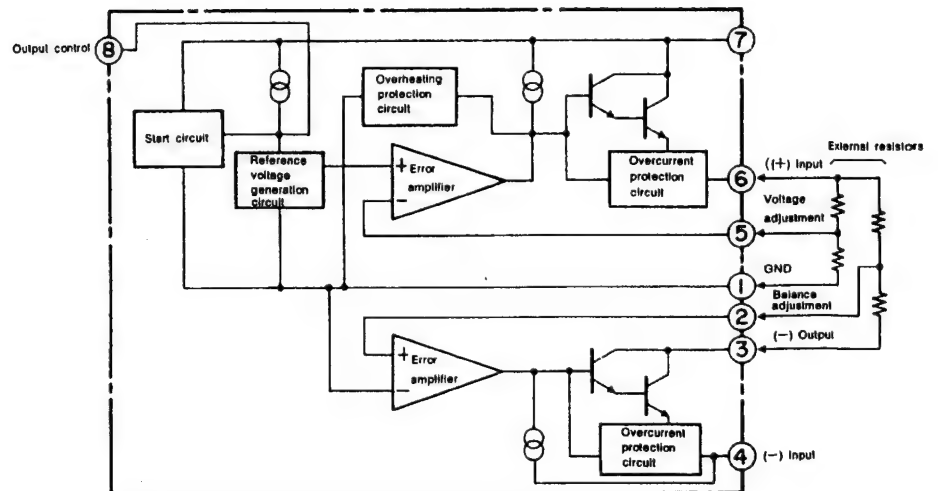 Output control
8
7
Overheating
protection
circuit
Start circuit
Reference
voltage
generation
circuit
+ Error
amplifier
−
Overcurrent
protection
circuit
External resistors
((+) Input
6
Voltage
adjustment
5
GND
1
Balance
adjustment
2
(−) Output
3
+ Error
amplifier
−
Overcurrent
protection
circuit
4
(−) Input